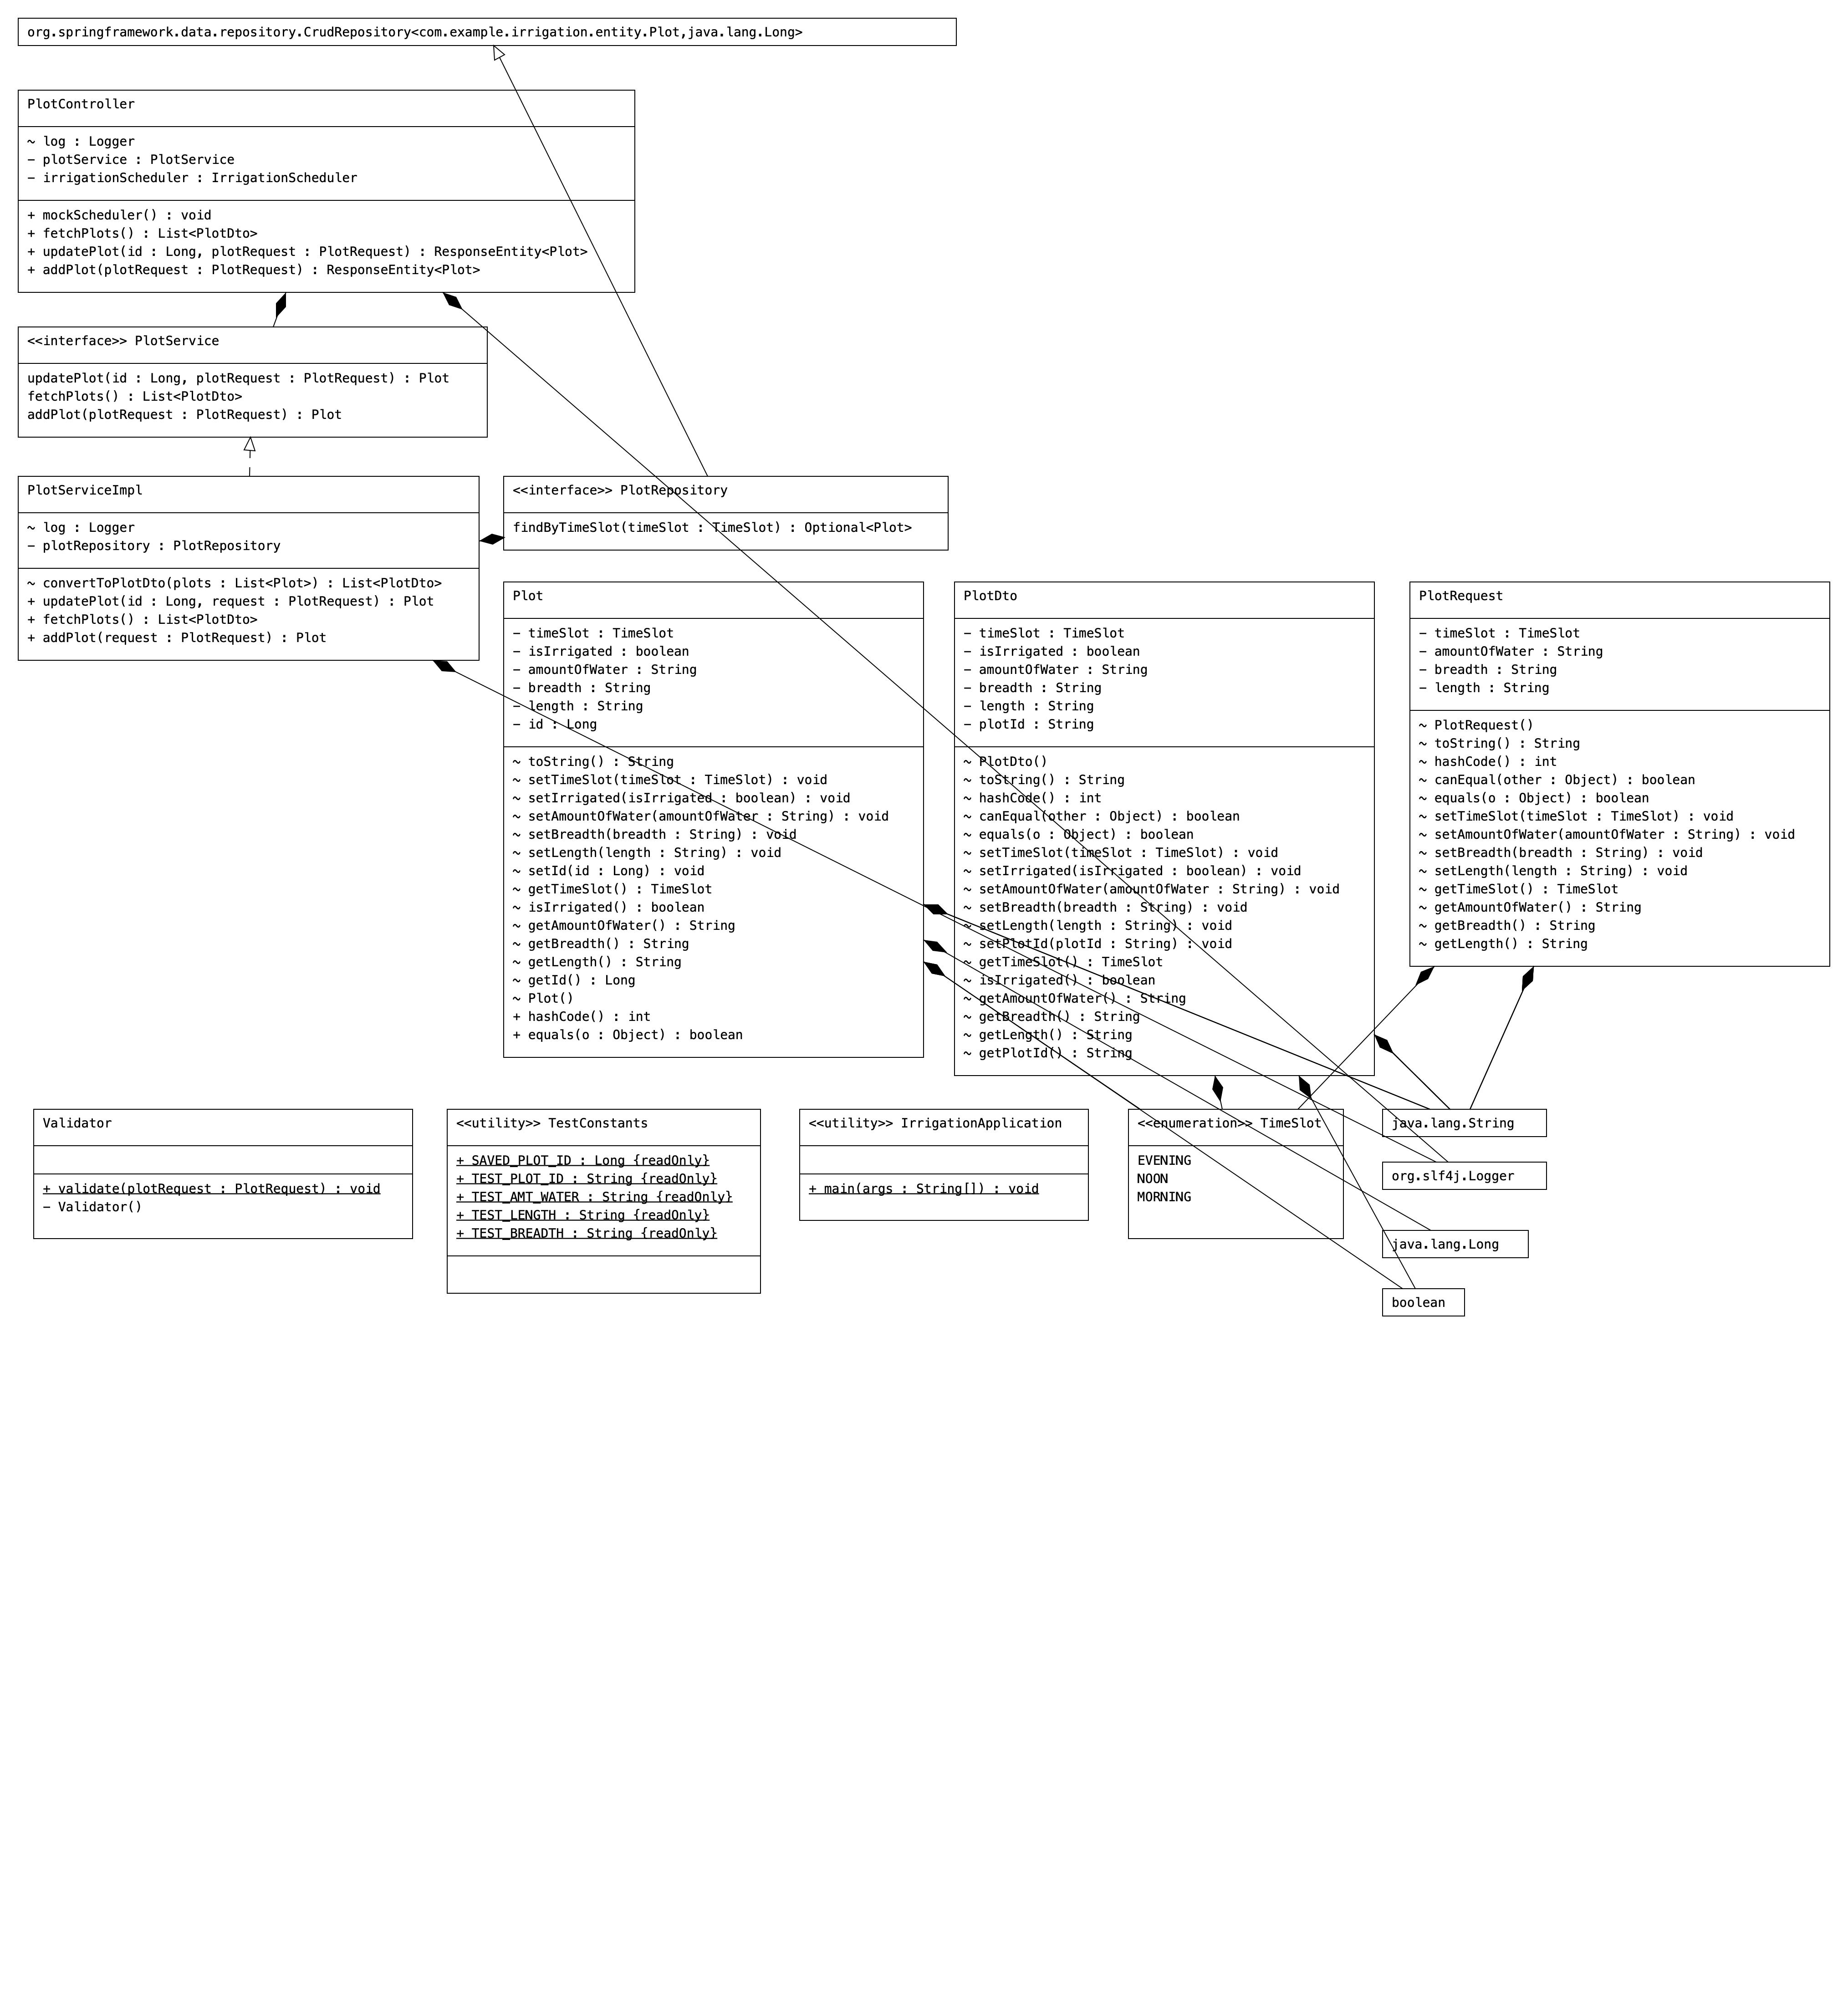 org.springframework.data.repository.CrudRepository<com.example.irrigation.entity.Plot,java.lang.Long>
PlotController
~ log : Logger
− plotService : PlotService
− irrigationScheduler : IrrigationScheduler
+ mockScheduler() : void
+ fetchPlots() : List<PlotDto>
+ updatePlot(id : Long, plotRequest : PlotRequest) : ResponseEntity<Plot>
+ addPlot(plotRequest : PlotRequest) : ResponseEntity<Plot>
<<interface>> PlotService
updatePlot(id : Long, plotRequest : PlotRequest) : Plot
fetchPlots() : List<PlotDto>
addPlot(plotRequest : PlotRequest) : Plot
PlotServiceImpl
~ log : Logger
− plotRepository : PlotRepository
~ convertToPlotDto(plots : List<Plot>) : List<PlotDto>
+ updatePlot(id : Long, request : PlotRequest) : Plot
+ fetchPlots() : List<PlotDto>
+ addPlot(request : PlotRequest) : Plot
<<interface>> PlotRepository
findByTimeSlot(timeSlot : TimeSlot) : Optional<Plot>
Plot
− timeSlot : TimeSlot
− isIrrigated : boolean
− amountOfWater : String
− breadth : String
− length : String
− id : Long
~ toString() : String
~ setTimeSlot(timeSlot : TimeSlot) : void
~ setIrrigated(isIrrigated : boolean) : void
~ setAmountOfWater(amountOfWater : String) : void
~ setBreadth(breadth : String) : void
~ setLength(length : String) : void
~ setId(id : Long) : void
~ getTimeSlot() : TimeSlot
~ isIrrigated() : boolean
~ getAmountOfWater() : String
~ getBreadth() : String
~ getLength() : String
~ getId() : Long
~ Plot()
+ hashCode() : int
+ equals(o : Object) : boolean
PlotDto
− timeSlot : TimeSlot
− isIrrigated : boolean
− amountOfWater : String
− breadth : String
− length : String
− plotId : String
~ PlotDto()
~ toString() : String
~ hashCode() : int
~ canEqual(other : Object) : boolean
~ equals(o : Object) : boolean
~ setTimeSlot(timeSlot : TimeSlot) : void
~ setIrrigated(isIrrigated : boolean) : void
~ setAmountOfWater(amountOfWater : String) : void
~ setBreadth(breadth : String) : void
~ setLength(length : String) : void
~ setPlotId(plotId : String) : void
~ getTimeSlot() : TimeSlot
~ isIrrigated() : boolean
~ getAmountOfWater() : String
~ getBreadth() : String
~ getLength() : String
~ getPlotId() : String
PlotRequest
− timeSlot : TimeSlot
− amountOfWater : String
− breadth : String
− length : String
~ PlotRequest()
~ toString() : String
~ hashCode() : int
~ canEqual(other : Object) : boolean
~ equals(o : Object) : boolean
~ setTimeSlot(timeSlot : TimeSlot) : void
~ setAmountOfWater(amountOfWater : String) : void
~ setBreadth(breadth : String) : void
~ setLength(length : String) : void
~ getTimeSlot() : TimeSlot
~ getAmountOfWater() : String
~ getBreadth() : String
~ getLength() : String
Validator
+ validate(plotRequest : PlotRequest) : void
− Validator()
<<utility>> TestConstants
+ SAVED_PLOT_ID : Long {readOnly}
+ TEST_PLOT_ID : String {readOnly}
+ TEST_AMT_WATER : String {readOnly}
+ TEST_LENGTH : String {readOnly}
+ TEST_BREADTH : String {readOnly}
<<utility>> IrrigationApplication
+ main(args : String[]) : void
<<enumeration>> TimeSlot
EVENING
NOON
MORNING
java.lang.String
org.slf4j.Logger
java.lang.Long
boolean